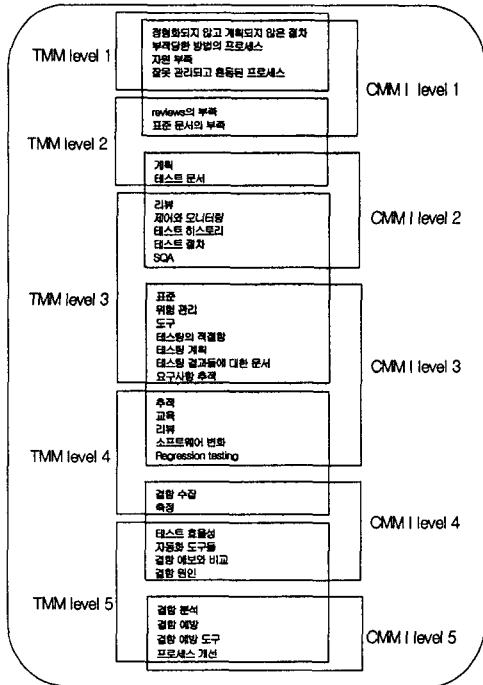 TMM level 1
정형화되지 않고 계획되지 않은 절차
부적당한 방법의 프로세스
자원 부족
잘못 관리되고 혼동된 프로세스
CMM I level 1
reviews의 부족
표준 문서의 부족
TMM level 2
계획
테스트 문서
CMM I level 2
리뷰
제어와 모니터링
테스트 히스토리
테스트 절차
SQA
TMM level 3
표준
위험 관리
도구
테스팅의 적결함
테스팅 계획
테스팅 결과들에 대한 문서
요구사항 추적
CMM I level 3
추적
교육
리뷰
소프트웨어 변화
Regression testing
TMM level 4
결함 수집
측정
CMM I level 4
테스트 효율성
자동화 도구들
결함 예보와 비교
결함 원인
TMM level 5
결함 분석
결함 예방
결함 예방 도구
프로세스 개선
CMM I level 5